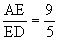 AE/ED = 9/5